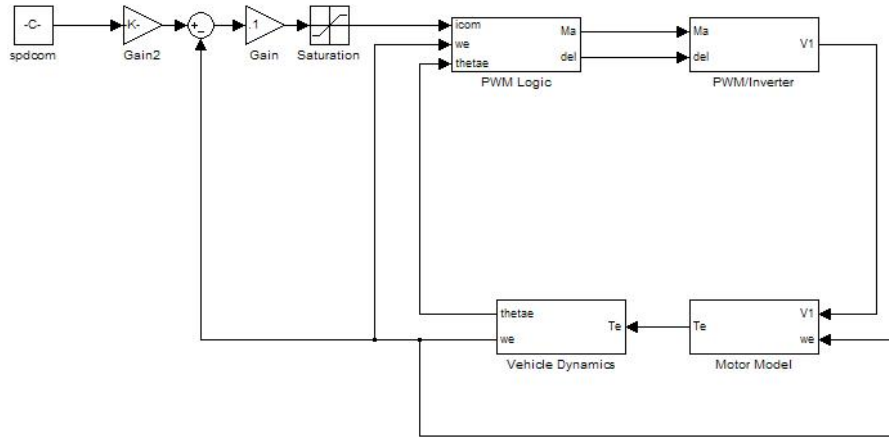 -C-
spdcom
-K-
Gain2
+
-
.1
Gain
Saturation
icom
we
thetae
Ma
del
PWM Logic
Ma
del
V1
PWM/Inverter
thetae
we
Te
Vehicle Dynamics
Te
V1
we
Motor Model